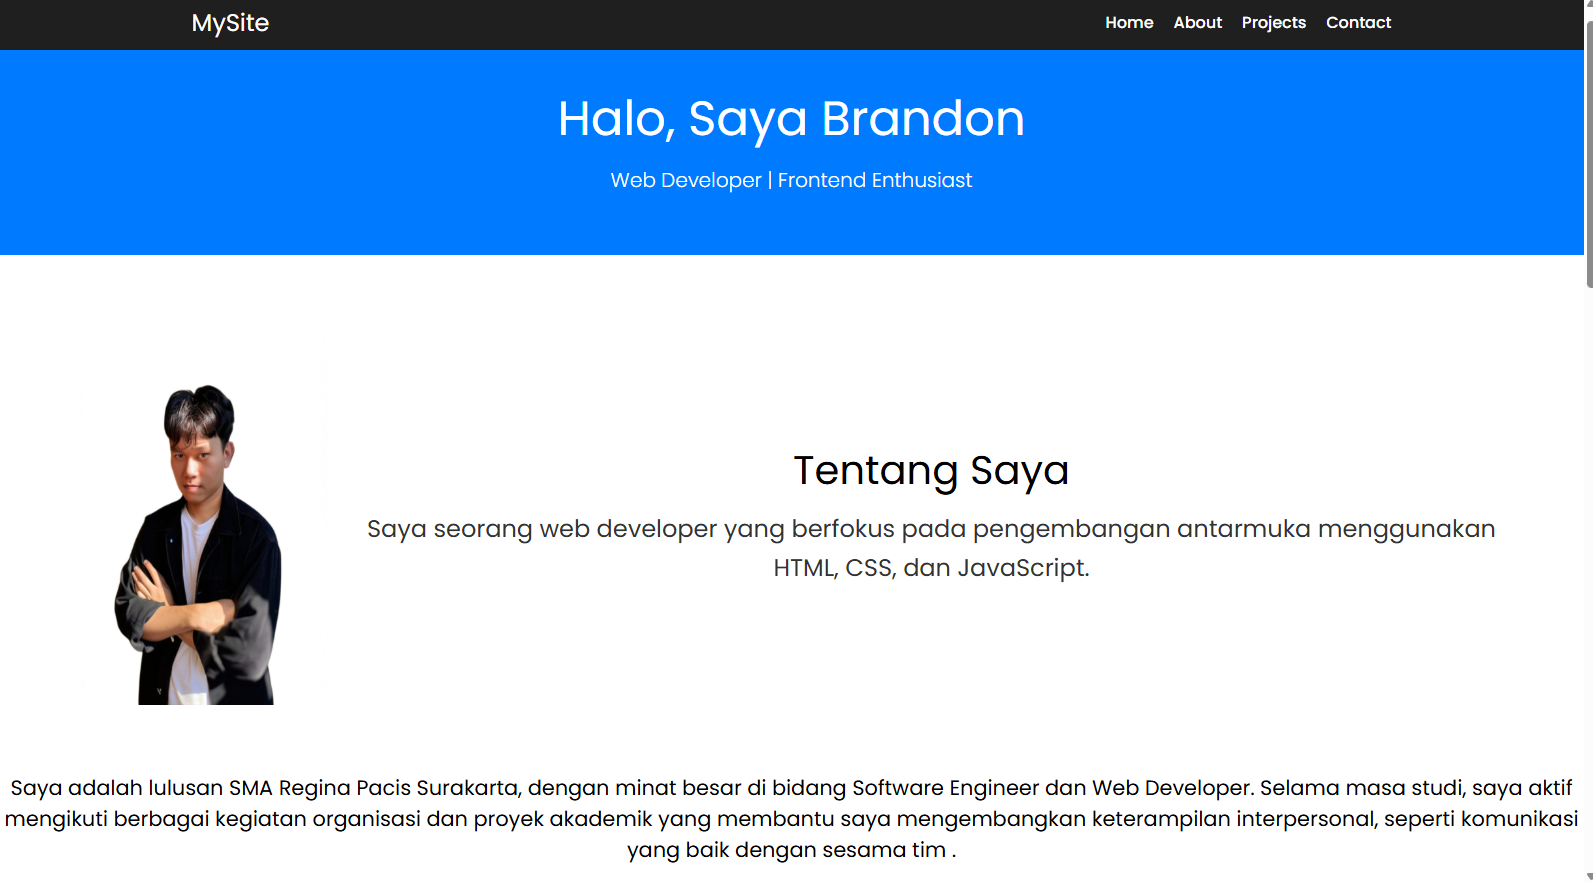 MySite
Home About Projects Contact
Halo, Saya Brandon
Web Developer | Frontend Enthusiast
Tentang Saya
Saya seorang web developer yang berfokus pada pengembangan antarmuka menggunakan
HTML, CSS, dan JavaScript.
Saya adalah lulusan SMA Regina Pacis Surakarta, dengan minat besar di bidang Software Engineer dan Web Developer. Selama masa studi, saya aktif
mengikuti berbagai kegiatan organisasi dan proyek akademik yang membantu saya mengembangkan keterampilan interpersonal, seperti komunikasi
yang baik dengan sesama tim .